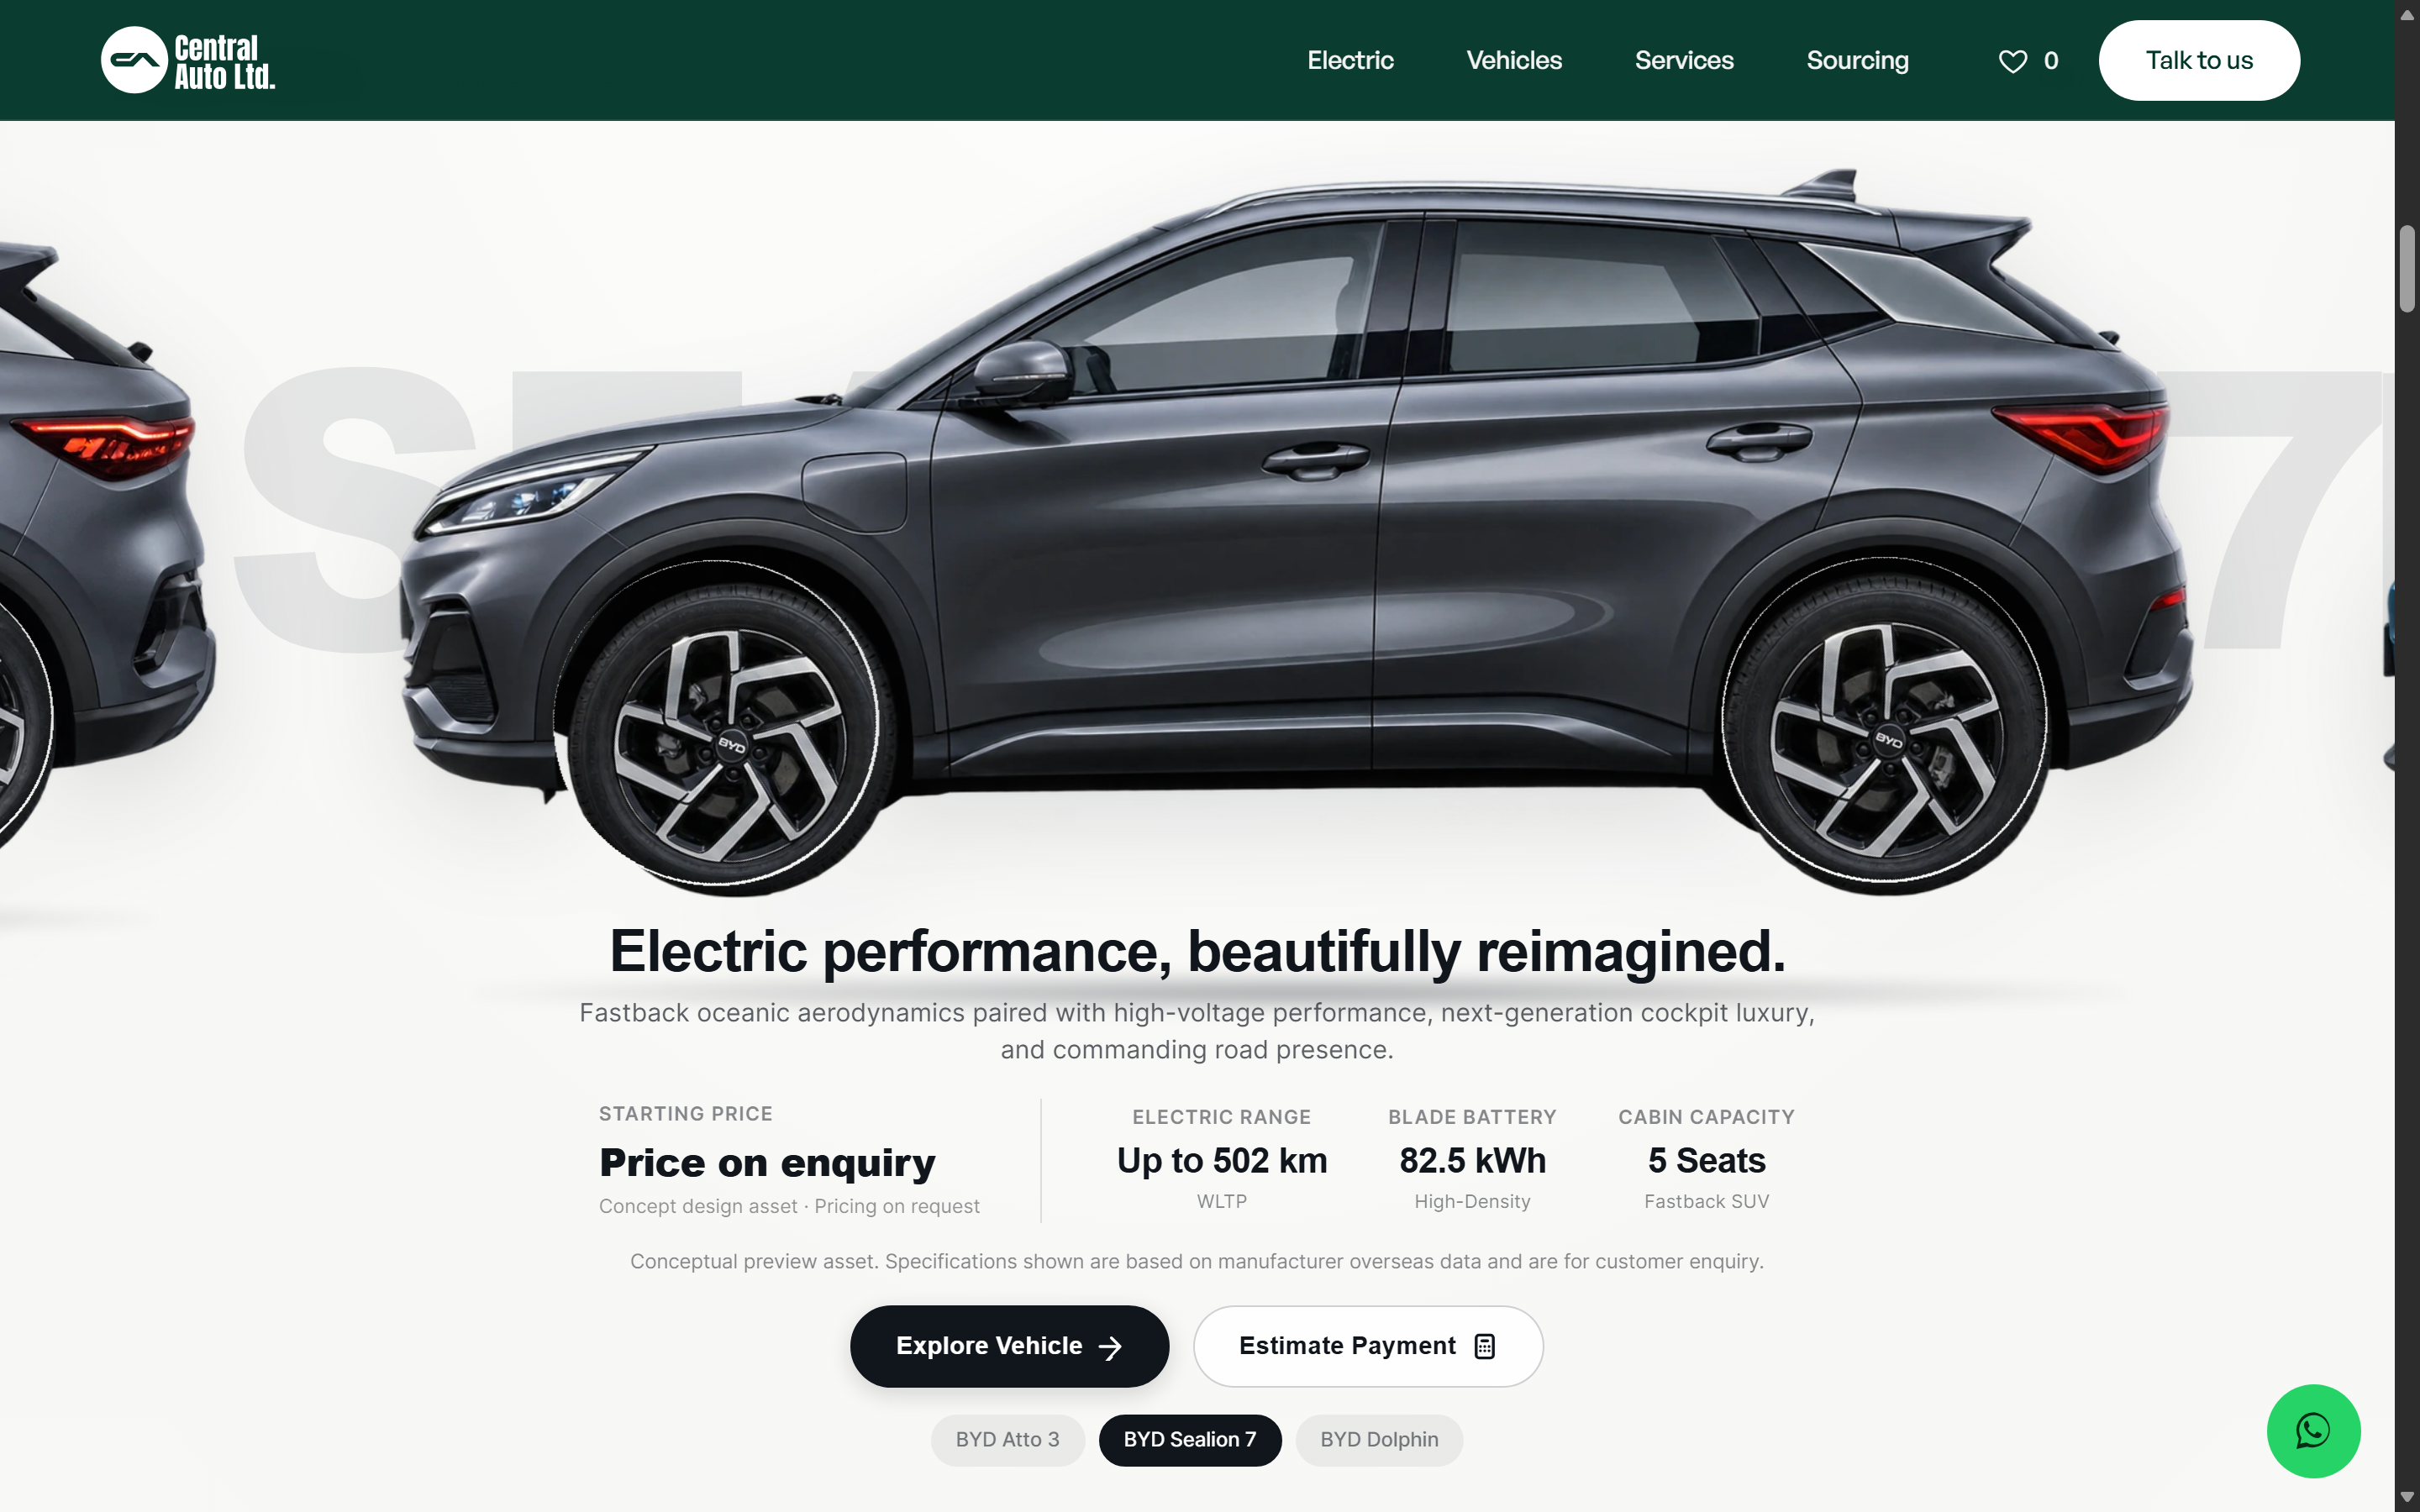 Central
Auto Ltd.
Electric
Vehicles
Services
Sourcing
0
Talk to us
S
7
BYD
BYD
Electric performance, beautifully reimagined.
Fastback oceanic aerodynamics paired with high-voltage performance, next-generation cockpit luxury,
and commanding road presence.
STARTING PRICE
Price on enquiry
Concept design asset · Pricing on request
ELECTRIC RANGE
Up to 502 km
WLTP
BLADE BATTERY
82.5 kWh
High-Density
CABIN CAPACITY
5 Seats
Fastback SUV
Conceptual preview asset. Specifications shown are based on manufacturer overseas data and are for customer enquiry.
Explore Vehicle
Estimate Payment
BYD Atto 3
BYD Sealion 7
BYD Dolphin